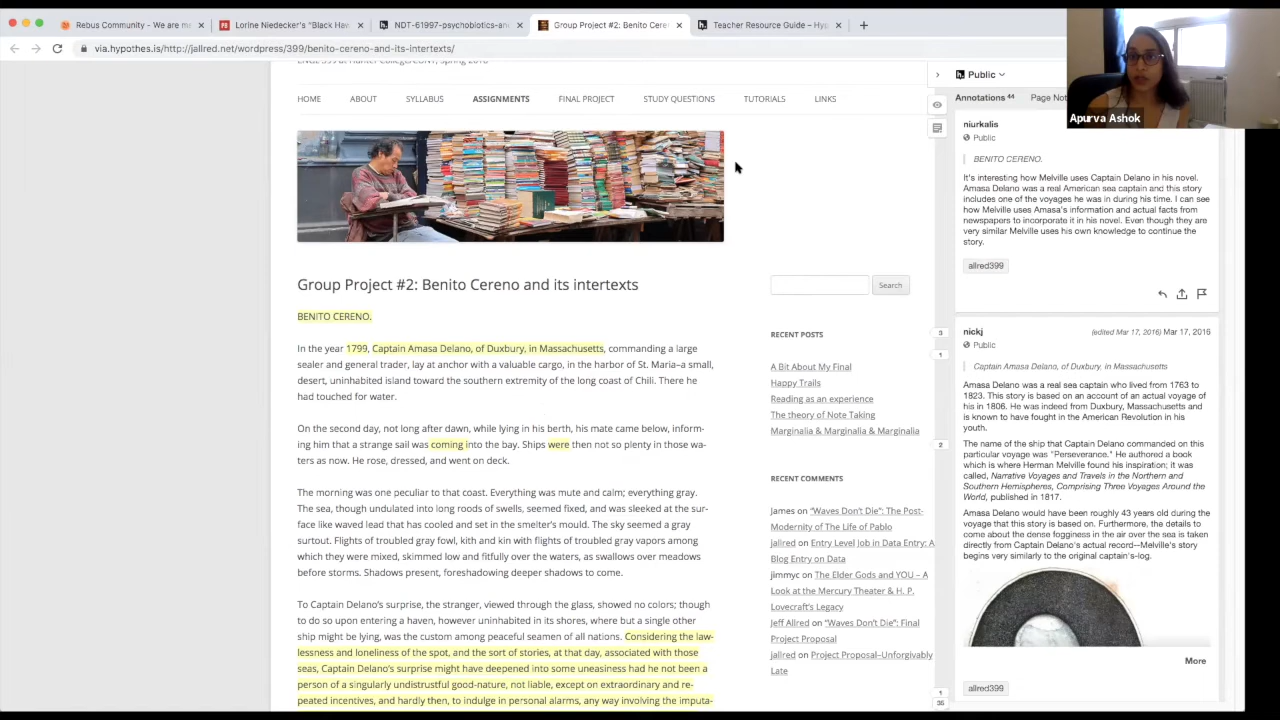 Rebus Community – We are ma
Lorine Niedecker's "Black Haw
NDT-61997-psychobiotics-an
Group Project #2: Benito Ceren
Teacher Resource Guide – Hyp
via.hypothes.is/http://jallred.net/wordpress/399/benito-cereno-and-its-intertexts/
HOME
ABOUT
SYLLABUS
ASSIGNMENTS
FINAL PROJECT
STUDY QUESTIONS
TUTORIALS
LINKS
Group Project #2: Benito Cereno and its intertexts
BENITO CERENO.
In the year 1799, Captain Amasa Delano, of Duxbury, in Massachusetts, commanding a large
sealer and general trader, lay at anchor with a valuable cargo, in the harbor of St. Maria–a small,
desert, uninhabited island toward the southern extremity of the long coast of Chili. There he
had touched for water.
On the second day, not long after dawn, while lying in his berth, his mate came below, inform-
ing him that a strange sail was coming into the bay. Ships were then not so plenty in those wa-
ters as now. He rose, dressed, and went on deck.
The morning was one peculiar to that coast. Everything was mute and calm; everything gray.
The sea, though undulated into long roods of swells, seemed fixed, and was sleeked at the sur-
face like waved lead that has cooled and set in the smelter's mould. The sky seemed a gray
surtout. Flights of troubled gray fowl, kith and kin with flights of troubled gray vapors among
which they were mixed, skimmed low and fitfully over the waters, as swallows over meadows
before storms. Shadows present, foreshadowing deeper shadows to come.
To Captain Delano's surprise, the stranger, viewed through the glass, showed no colors; though
to do so upon entering a haven, however uninhabited in its shores, where but a single other
ship might be lying, was the custom among peaceful seamen of all nations. Considering the law-
lessness and loneliness of the spot, and the sort of stories, at that day, associated with those
seas, Captain Delano's surprise might have deepened into some uneasiness had he not been a
person of a singularly undistrustful good-nature, not liable, except on extraordinary and re-
peated incentives, and hardly then, to indulge in personal alarms, any way involving the imputa-
Search
RECENT POSTS
A Bit About My Final
Happy Trails
Reading as an experience
The theory of Note Taking
Marginalia & Marginalia & Marginalia
RECENT COMMENTS
James on "Waves Don't Die": The Post-
Modernity of The Life of Pablo
jallred on Entry Level Job in Data Entry: A
Blog Entry on Data
jimmyc on The Elder Gods and YOU – A
Look at the Mercury Theater & H. P.
Lovecraft's Legacy
Jeff Allred on "Waves Don't Die": Final
Project Proposal
jallred on Project Proposal–Unforgivably
Late
3
1
2
1
Public
Annotations 44
Page Not
niurkalis
Public
BENITO CERENO.
It's interesting how Melville uses Captain Delano in his novel.
Amasa Delano was a real American sea captain and this story
includes one of the voyages he was in during his time. I can see
how Melville uses Amasa's information and actual facts from
newspapers to incorporate it in his novel. Even though they are
very similar Melville uses his own knowledge to continue the
story.
allred399
nickj
(edited Mar 17, 2016) Mar 17, 2016
Public
Captain Amasa Delano, of Duxbury, in Massachusetts
Amasa Delano was a real sea captain who lived from 1763 to
1823. This story is based on an account of an actual voyage of
his in 1806. He was indeed from Duxbury, Massachusetts and
is known to have fought in the American Revolution in his
youth.
The name of the ship that Captain Delano commanded on this
particular voyage was "Perseverance." He authored a book
which is where Herman Melville found his inspiration; it was
called, Narrative Voyages and Travels in the Northern and
Southern Hemispheres, Comprising Three Voyages Around the
World, published in 1817.
Amasa Delano would have been roughly 43 years old during the
voyage that this story is based on. Furthermore, the details to
come about the dense fogginess in the air over the sea is taken
directly from Captain Delano's actual record--Melville's story
begins very similarly to the original captain's-log.
More
allred399
Apurva Ashok